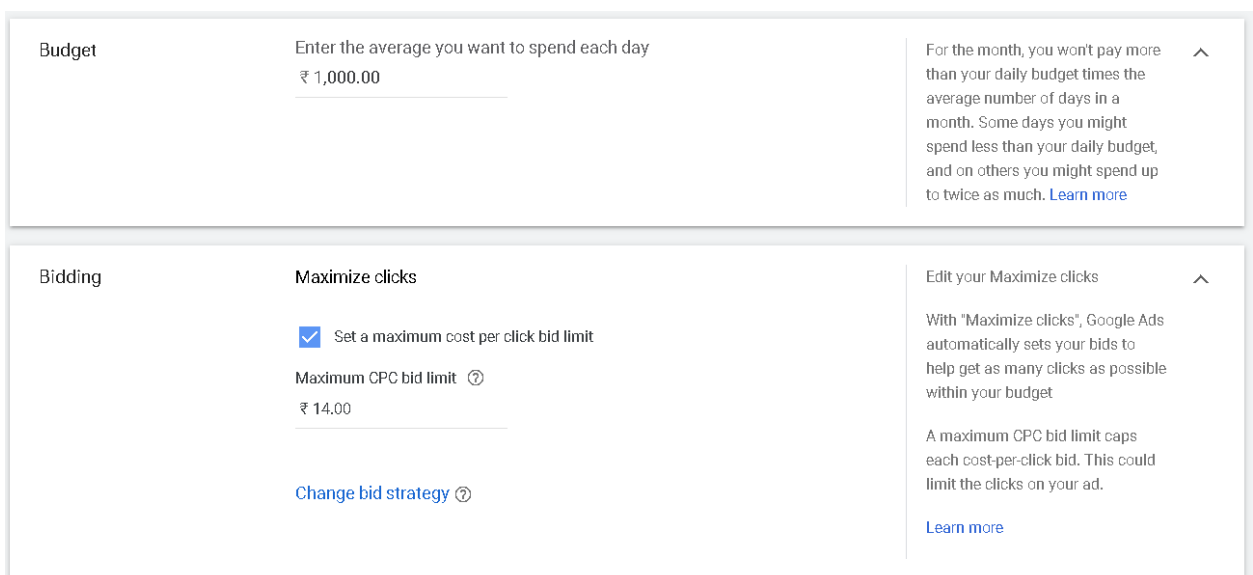 Budget
Enter the average you want to spend each day
₹ 1,000.00
For the month, you won't pay more
than your daily budget times the
average number of days in a
month. Some days you might
spend less than your daily budget,
and on others you might spend up
to twice as much. Learn more
Bidding
Maximize clicks
Set a maximum cost per click bid limit
Maximum CPC bid limit ?
₹ 14.00
Change bid strategy ?
Edit your Maximize clicks
With "Maximize clicks", Google Ads
automatically sets your bids to
help get as many clicks as possible
within your budget
A maximum CPC bid limit caps
each cost-per-click bid. This could
limit the clicks on your ad.
Learn more